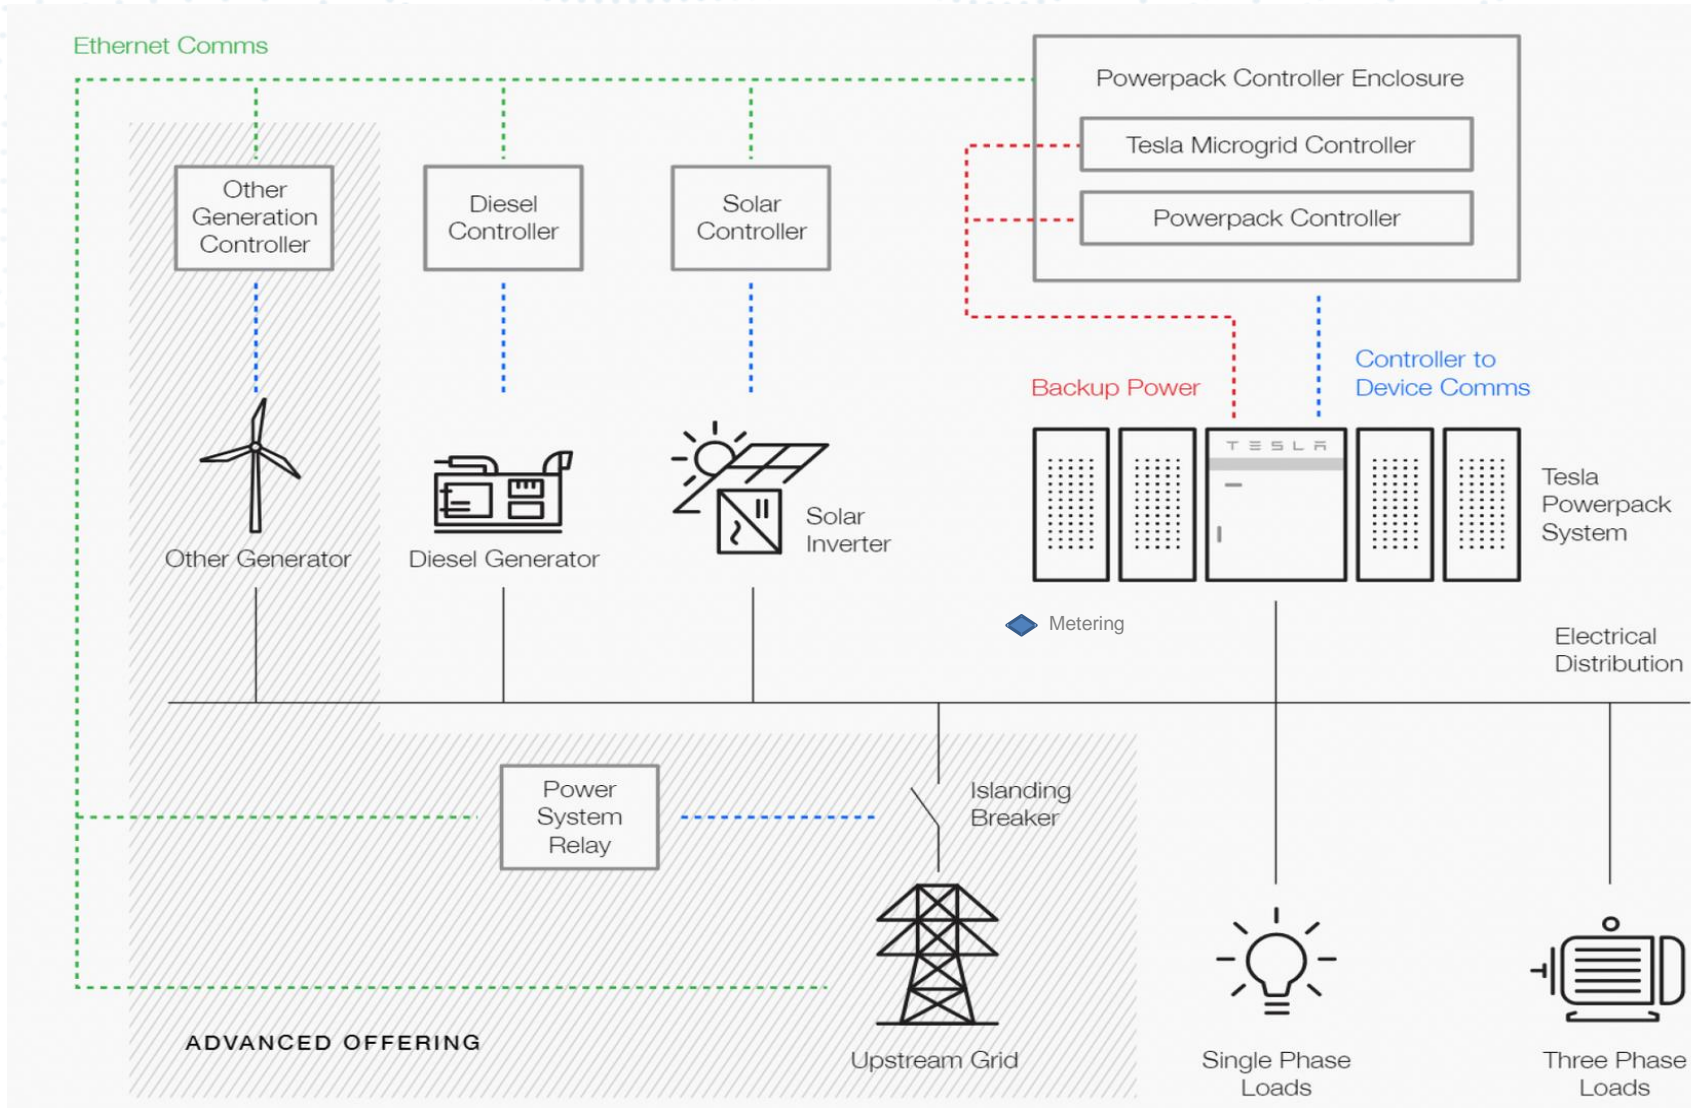 Ethernet Comms
Powerpack Controller Enclosure
Tesla Microgrid Controller
Powerpack Controller
Other
Generation
Controller
Diesel
Controller
Solar
Controller
Controller to
Device Comms
Backup Power
TESLA
Tesla
Powerpack
System
Solar
Inverter
Other Generator
Diesel Generator
Metering
Electrical
Distribution
Power
System
Relay
Islanding
Breaker
ADVANCED OFFERING
Upstream Grid
Single Phase
Loads
Three Phase
Loads